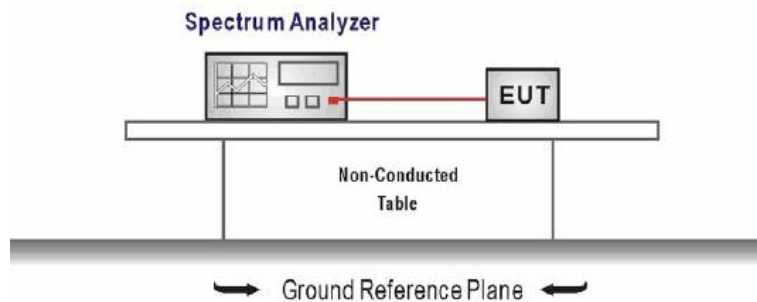 Spectrum Analyzer
EUT
Non-Conducted
Table
Ground Reference Plane